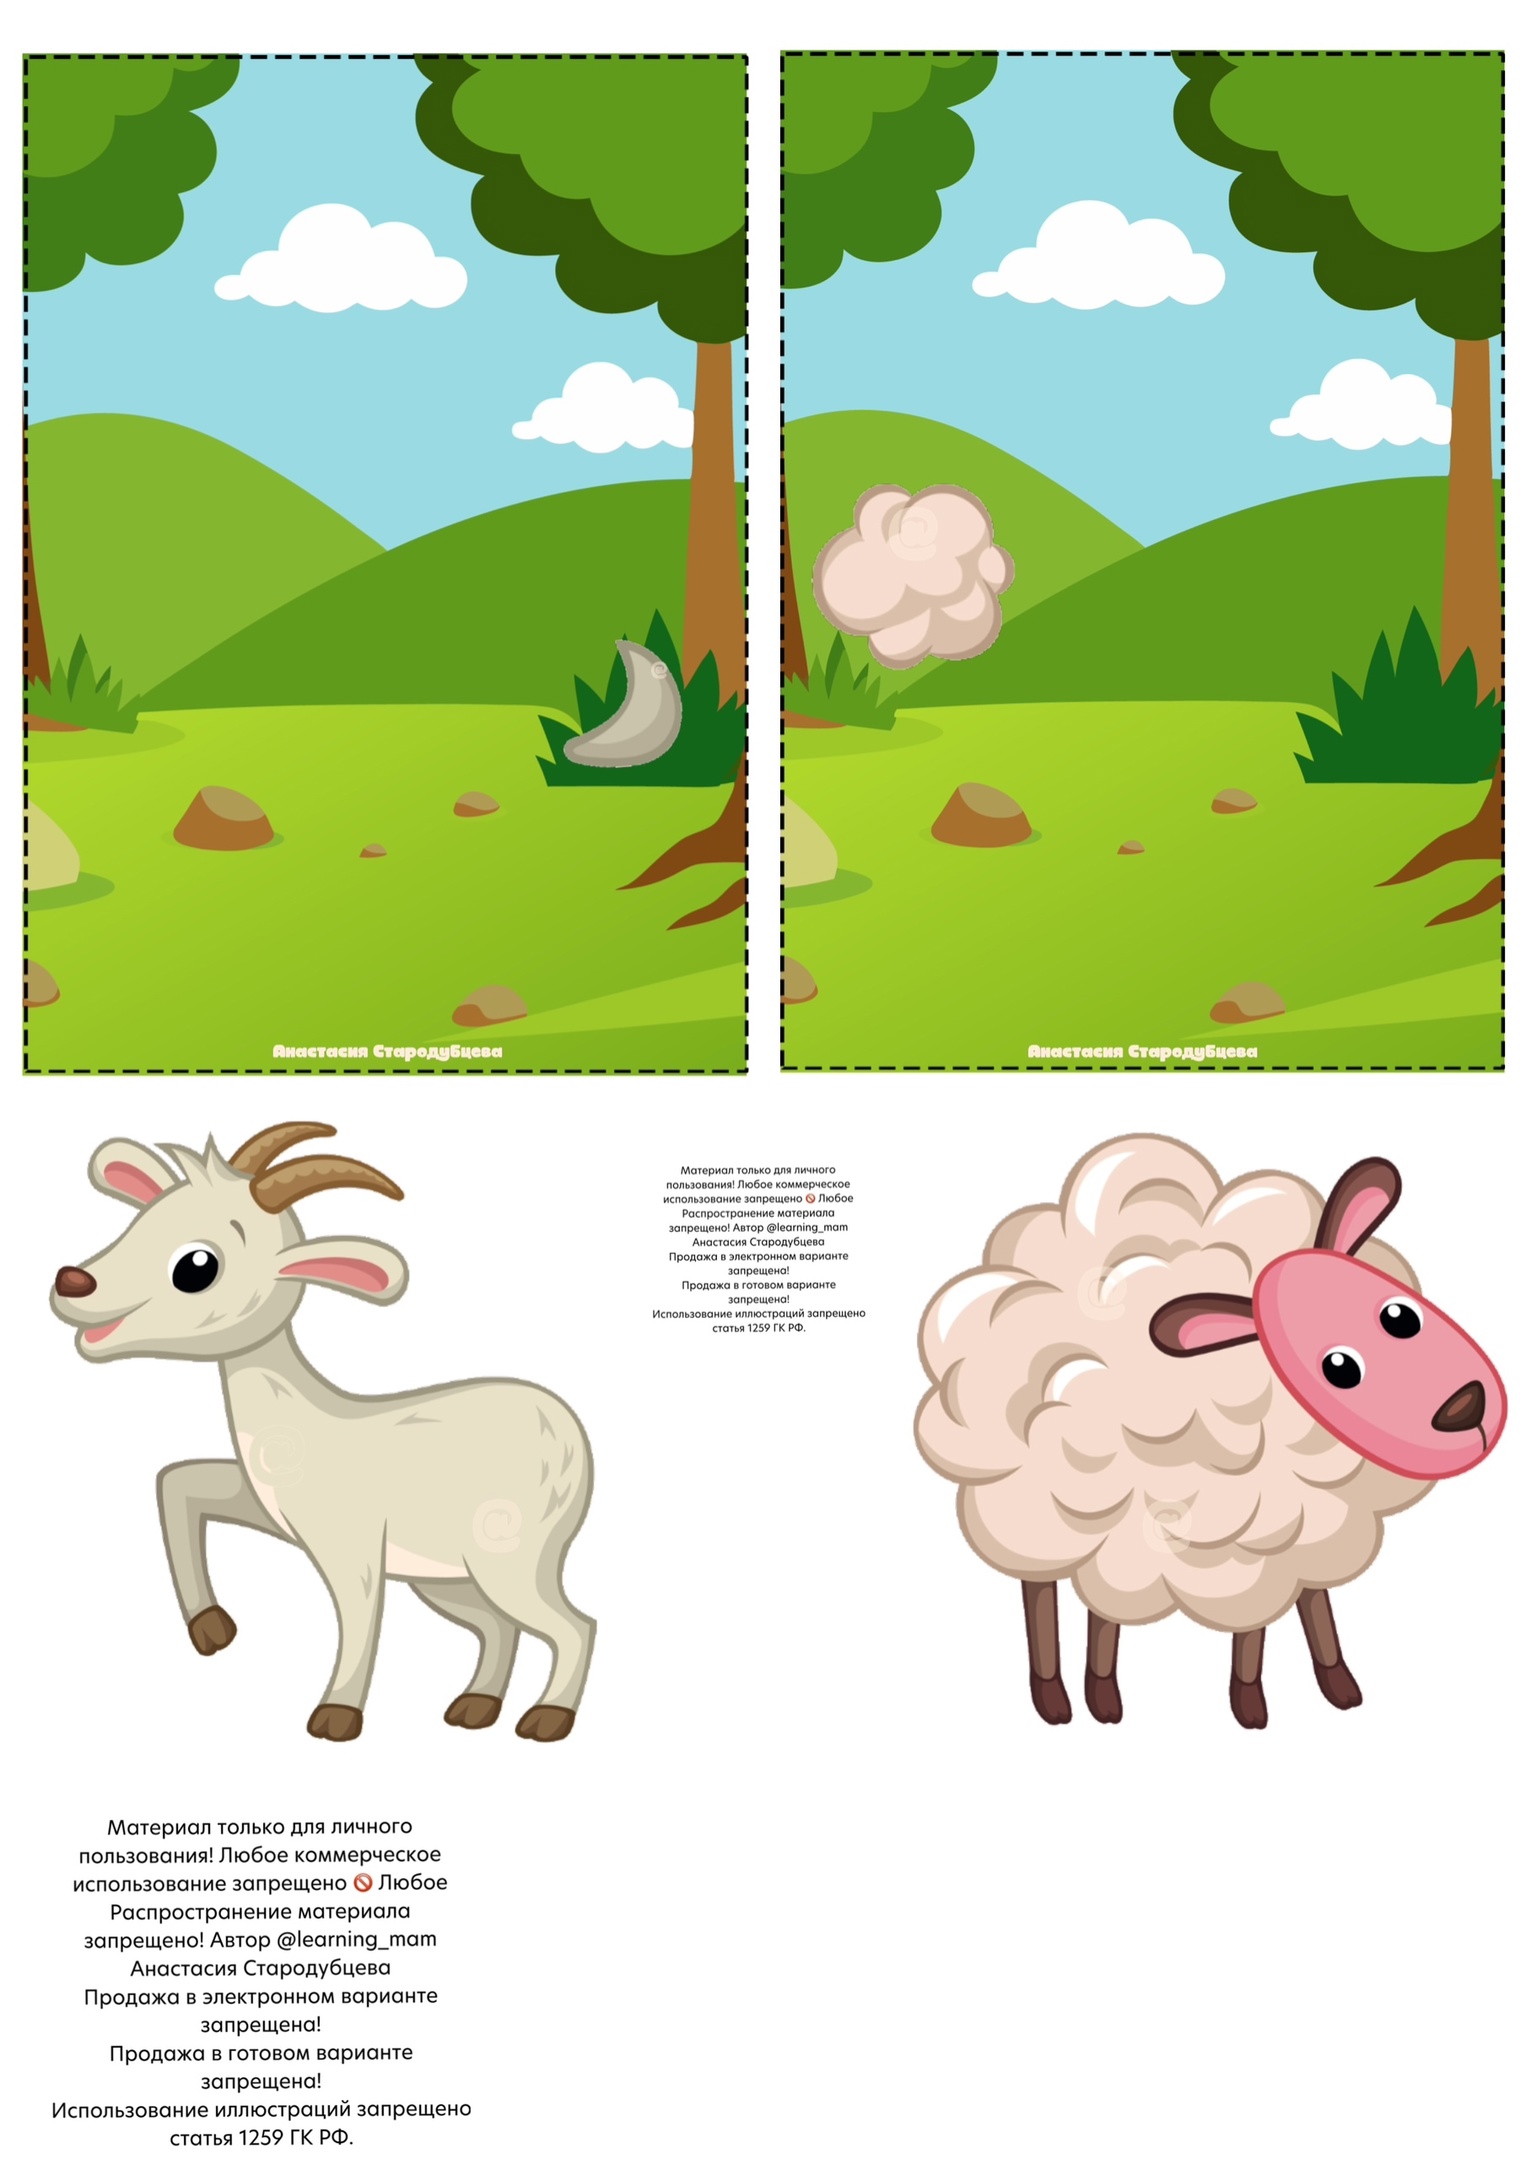 Анастасия Стародубцева
Анастасия Стародубцева
Материал только для личного
пользования! Любое коммерческое
использование запрещено 🚫 Любое
Распространение материала
запрещено! Автор @learning_mam
Анастасия Стародубцева
Продажа в электронном варианте
запрещена!
Продажа в готовом варианте
запрещена!
Использование иллюстраций запрещено
статья 1259 ГК РФ.
Материал только для личного
пользования! Любое коммерческое
использование запрещено 🚫 Любое
Распространение материала
запрещено! Автор @learning_mam
Анастасия Стародубцева
Продажа в электронном варианте
запрещена!
Продажа в готовом варианте
запрещена!
Использование иллюстраций запрещено
статья 1259 ГК РФ.